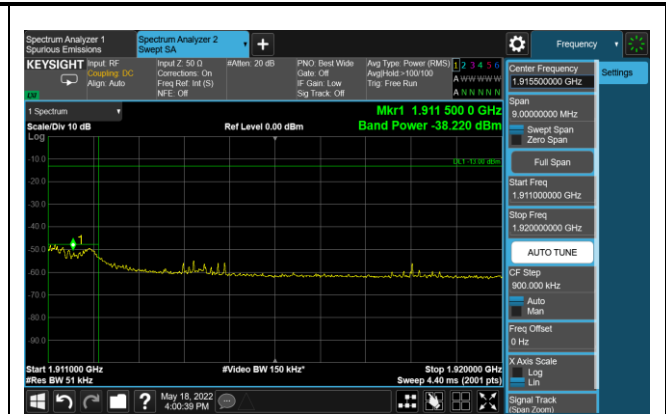 Spectrum Analyzer 1
Spurious Emissions
Spectrum Analyzer 2
Swept SA
Frequency
KEYSIGHT
Input: RF
Coupling: DC
Align: Auto
Input Z: 50 Ω
Corrections: On
Freq Ref: Int (S)
NFE: Off
#Atten: 20 dB
PNO: Best Wide
Gate: Off
IF Gain: Low
Sig Track: Off
Avg Type: Power (RMS)
Avg|Hold:>100/100
Trig: Free Run
1 2 3 4 5 6
A W W W W W
A N N N N N
LXI
1 Spectrum
Scale/Div 10 dB
Log
Ref Level 0.00 dBm
Mkr1 1.911 500 0 GHz
Band Power -38.220 dBm
DL1 -13.00 dBm
-10.0
-20.0
-30.0
-40.0
-50.0
-60.0
-70.0
-80.0
-90.0
1
Start 1.911000 GHz
#Res BW 51 kHz
#Video BW 150 kHz*
Stop 1.920000 GHz
Sweep 4.40 ms (2001 pts)
Center Frequency
1.915500000 GHz
Settings
Span
9.00000000 MHz
Swept Span
Zero Span
Full Span
Start Freq
1.911000000 GHz
Stop Freq
1.920000000 GHz
AUTO TUNE
CF Step
900.000 kHz
Auto
Man
Freq Offset
0 Hz
X Axis Scale
Log
Lin
Signal Track
(Span Zoom)
May 18, 2022
4:00:39 PM